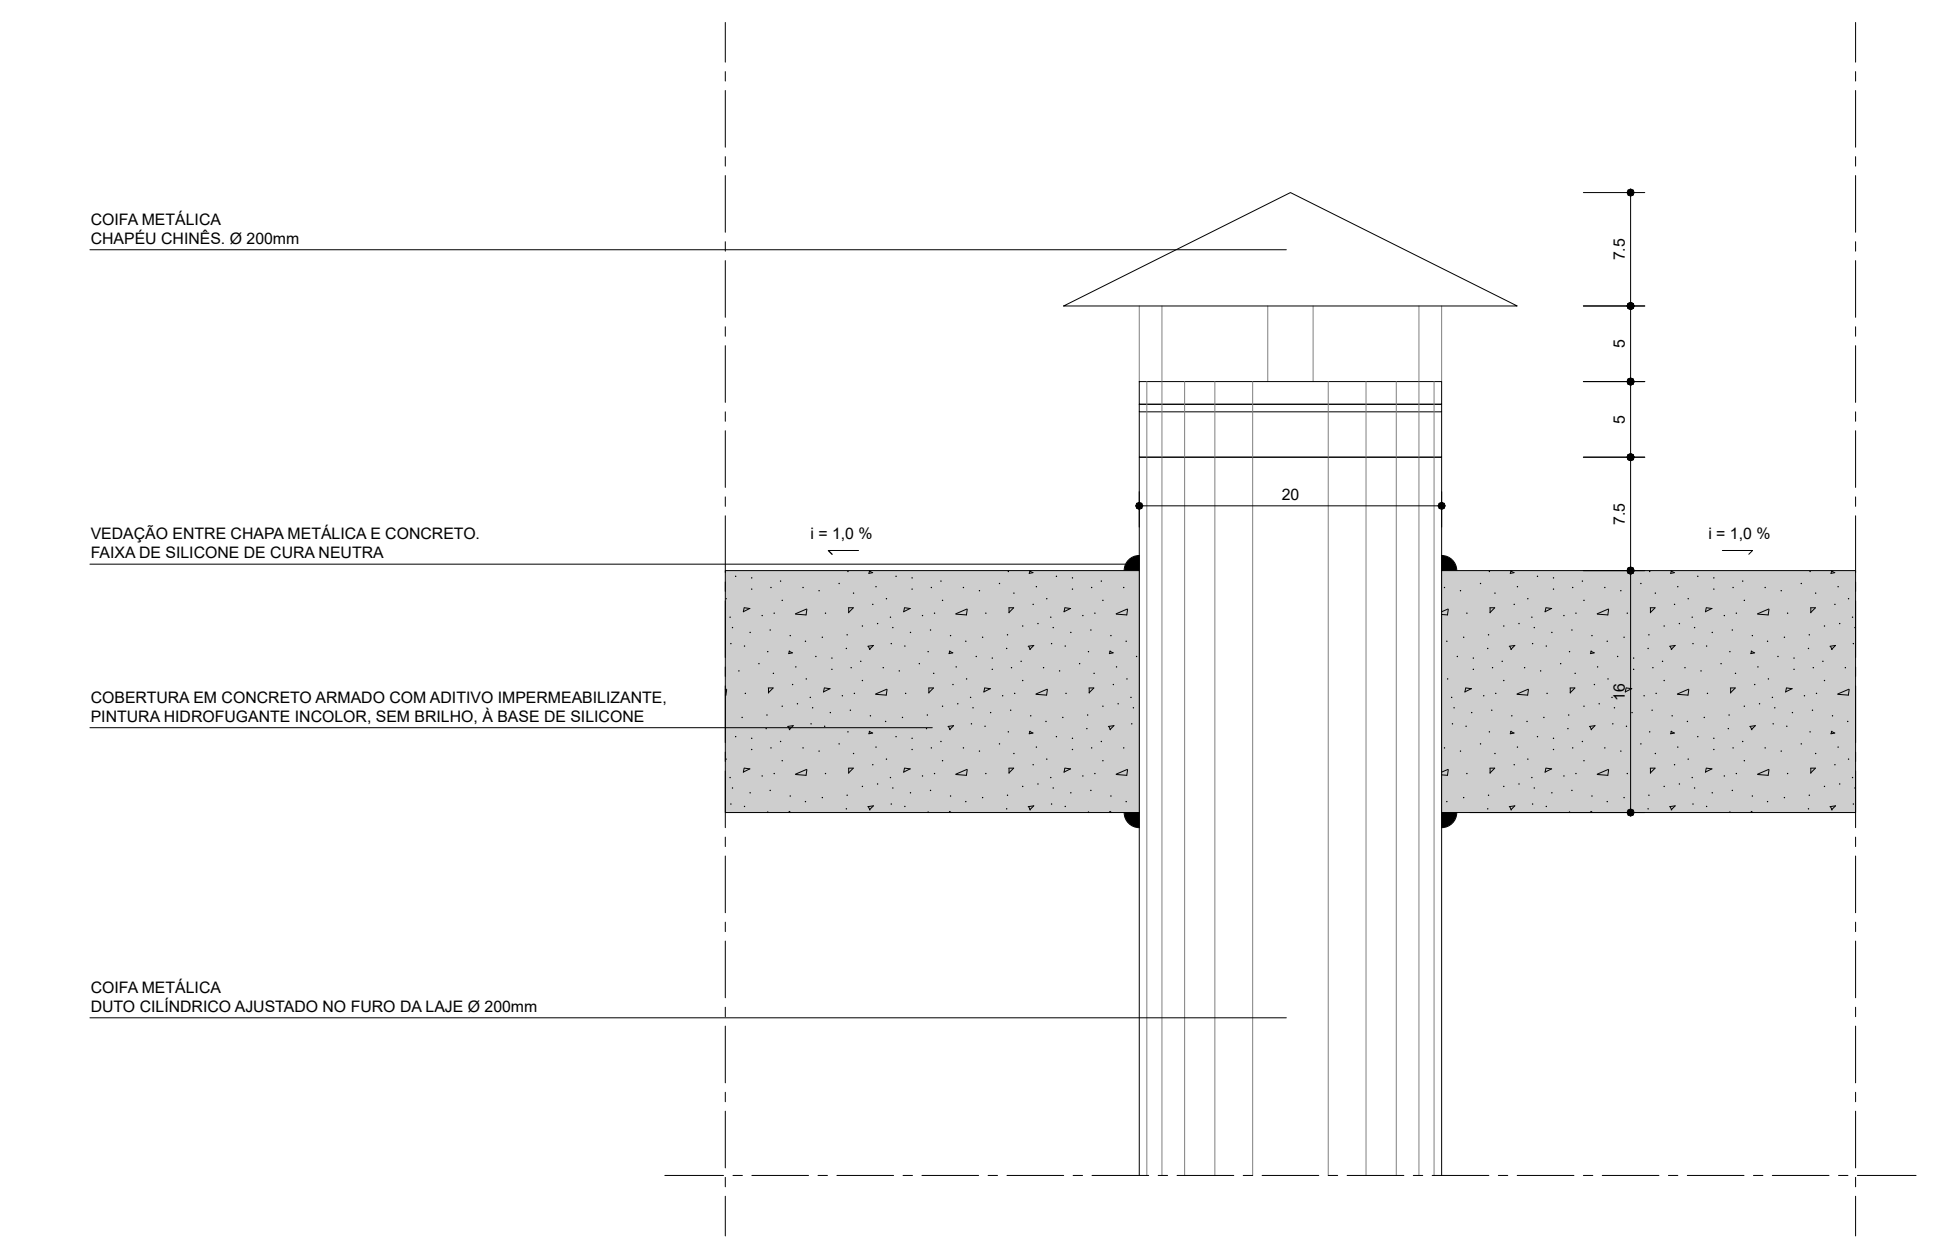 COIFA METÁLICA
CHAPÉU CHINÊS. Ø 200mm
7.5
5
5
7.5
20
VEDAÇÃO ENTRE CHAPA METÁLICA E CONCRETO.
FAIXA DE SILICONE DE CURA NEUTRA
i = 1,0 %
i = 1,0 %
COBERTURA EM CONCRETO ARMADO COM ADITIVO IMPERMEABILIZANTE,
PINTURA HIDROFUGANTE INCOLOR, SEM BRILHO, À BASE DE SILICONE
16
COIFA METÁLICA
DUTO CILÍNDRICO AJUSTADO NO FURO DA LAJE Ø 200mm